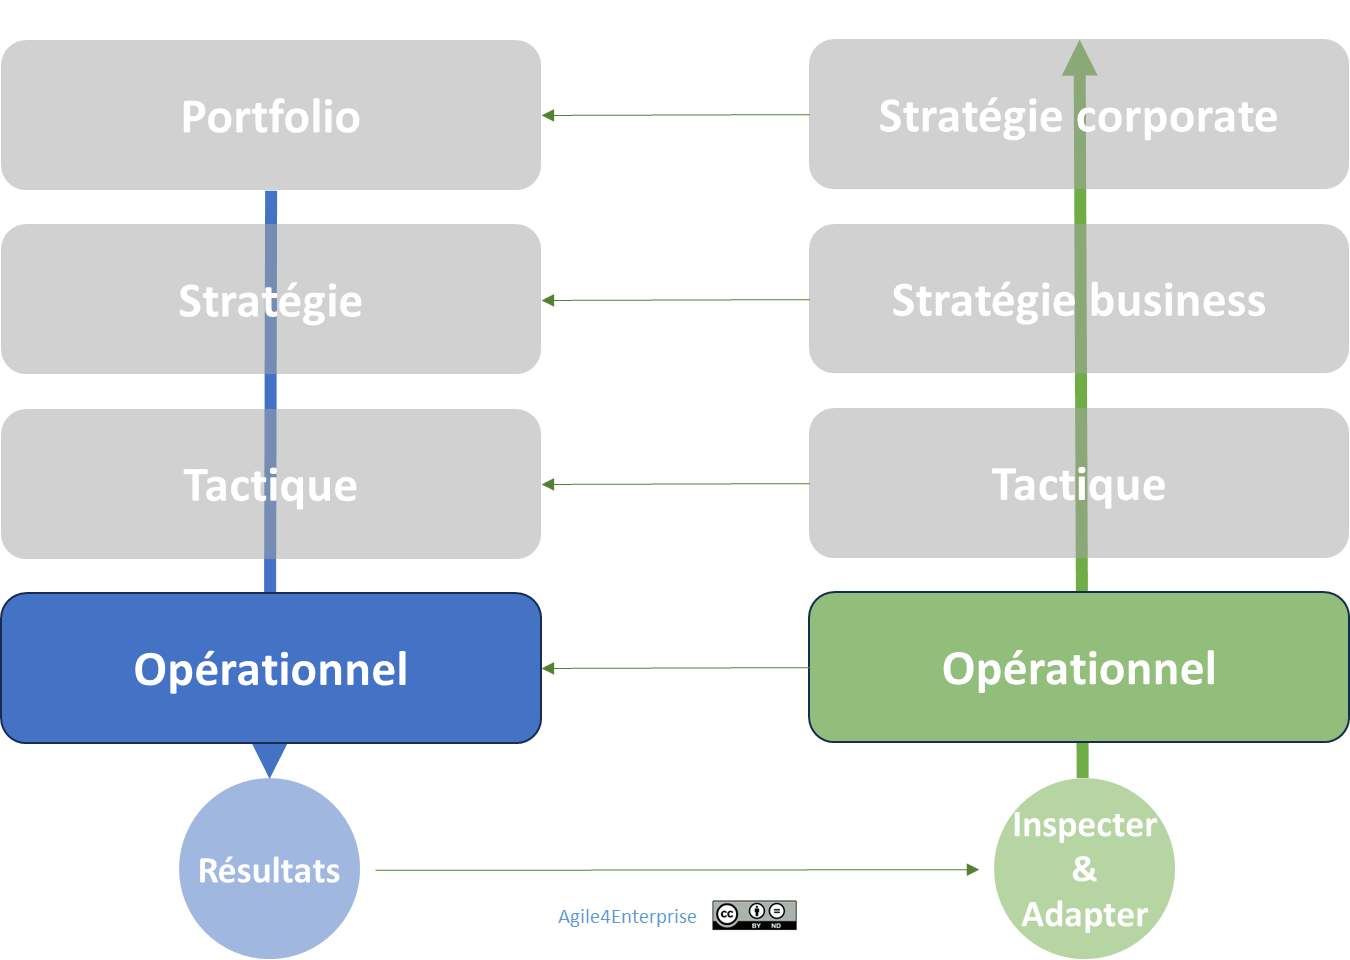 Portfolio
Stratégie corporate
Stratégie
Stratégie business
Tactique
Tactique
Opérationnel
Opérationnel
Résultats
Inspecter
&
Adapter
Agile4Enterprise
cc
BY ND